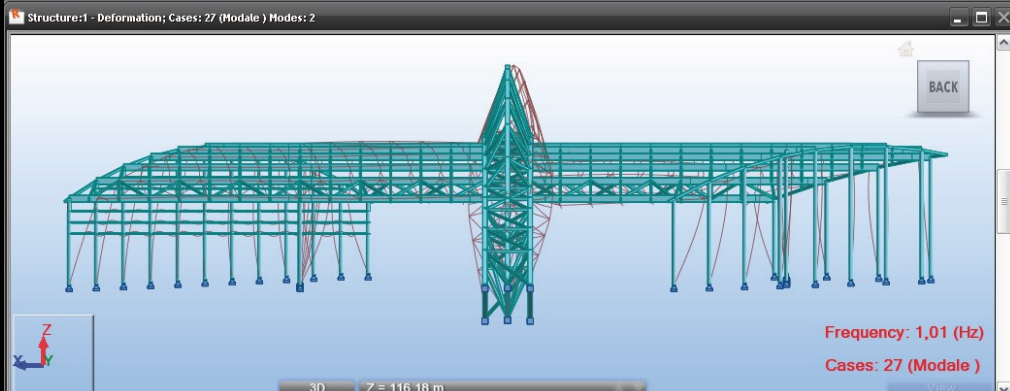 Structure:1 - Deformation; Cases: 27 (Modale ) Modes: 2
BACK
Z
X Y
Frequency: 1,01 (Hz)
Cases: 27 (Modale )
3D Z = 116,18 m
View